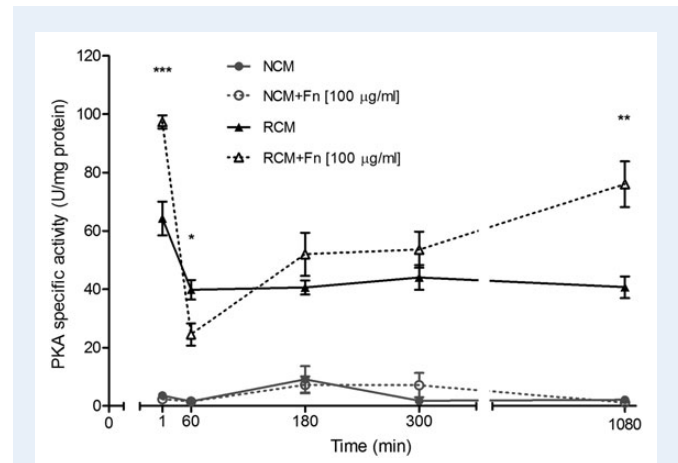 120
100
80
60
40
20
0
PKA specific activity (U/mg protein)
***
*
**
NCM
NCM+Fn [100 µg/ml]
RCM
RCM+Fn [100 µg/ml]
0 1 60 180 300 1080
Time (min)